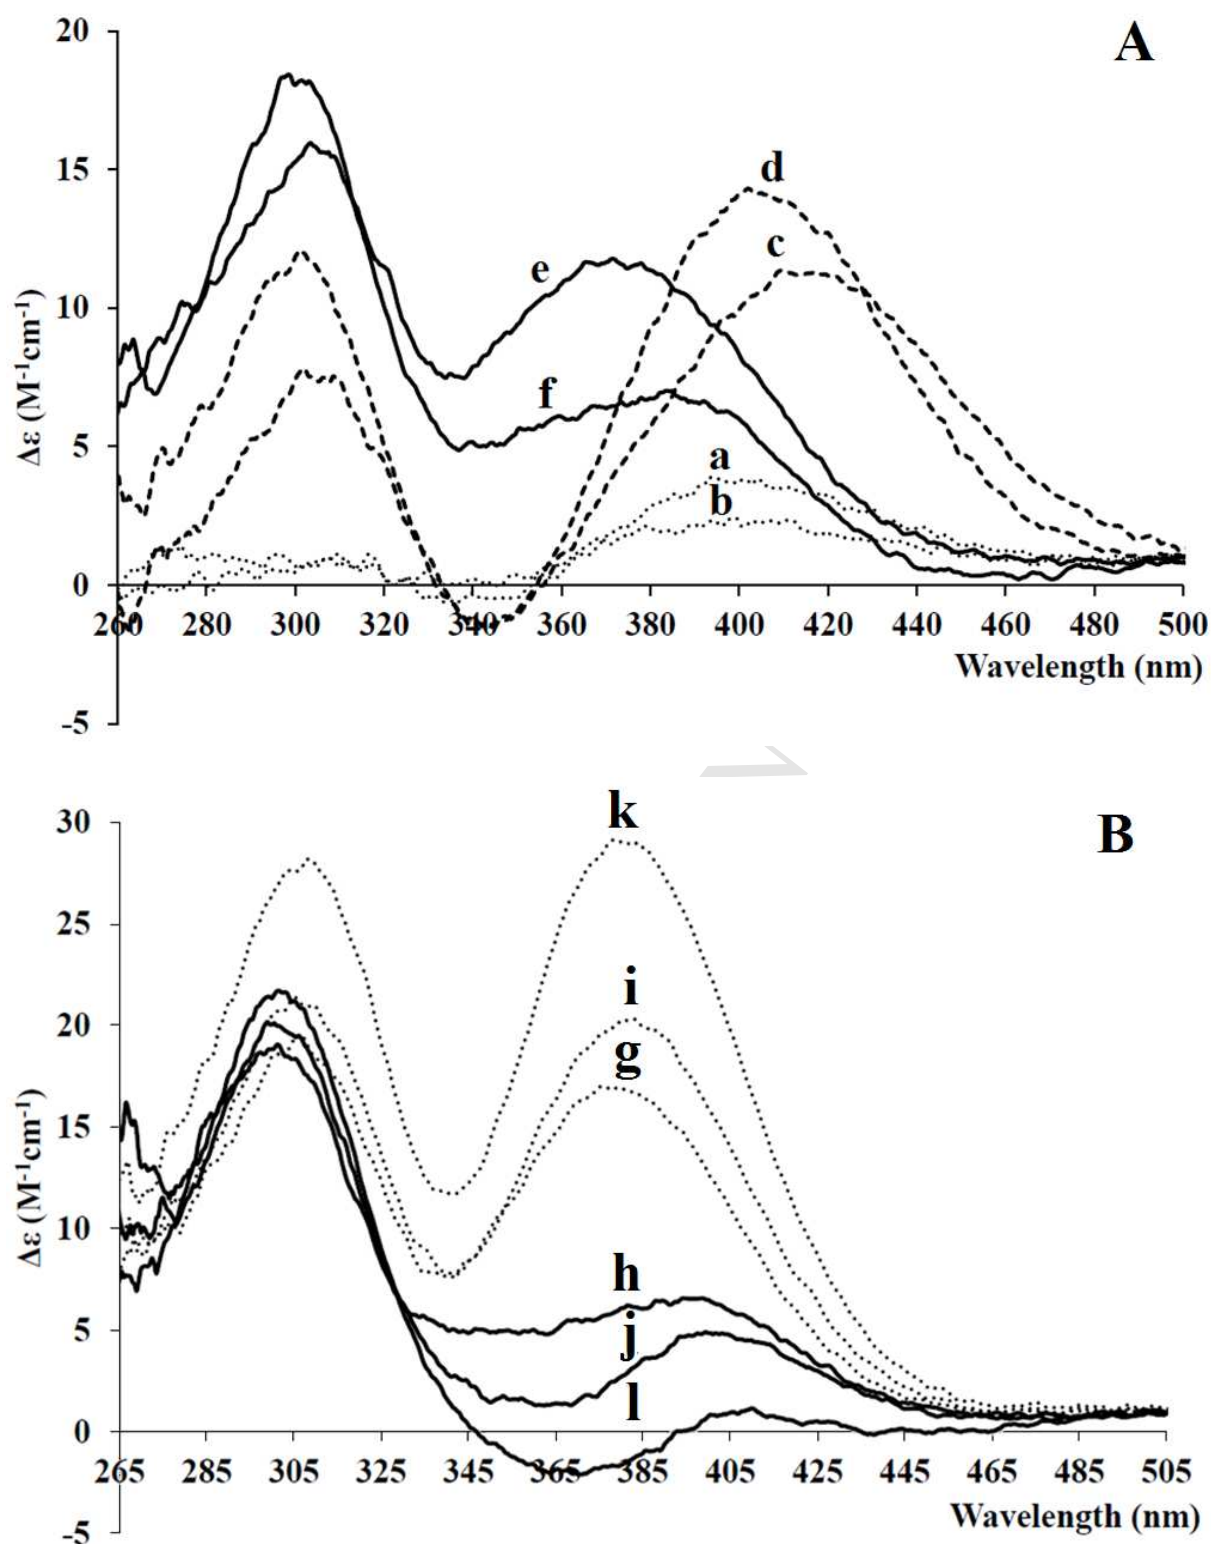 A
20
15
10
5
0
-5
Δε (M-1cm-1)
d
c
e
f
a
b
260 280 300 320 340 360 380 400 420 440 460 480 500
Wavelength (nm)
B
30
25
20
15
10
5
0
-5
Δε (M-1cm-1)
k
i
g
h
j
l
265 285 305 325 345 365 385 405 425 445 465 485 505
Wavelength (nm)